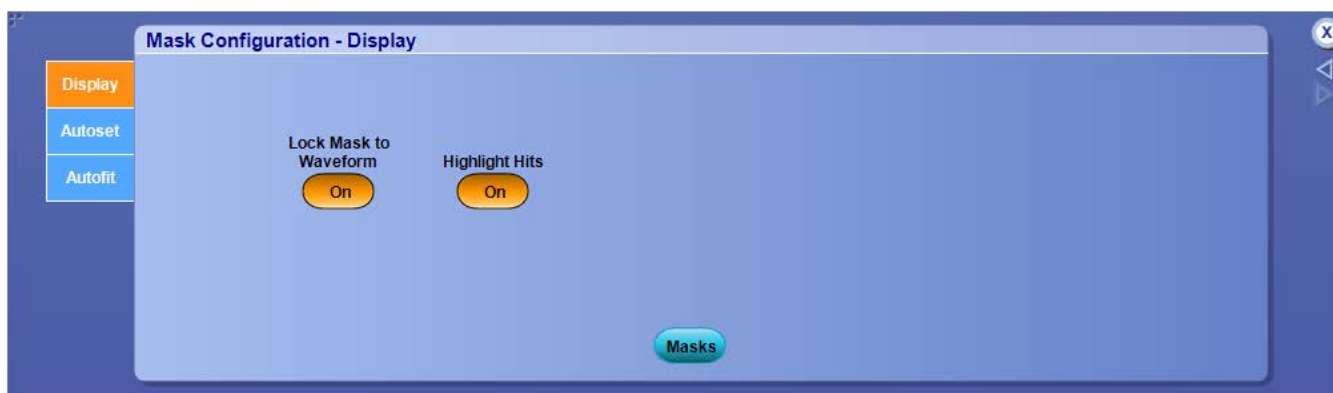 Mask Configuration - Display
X
Display
Autoset
Autofit
Lock Mask to
Waveform
On
Highlight Hits
On
Masks